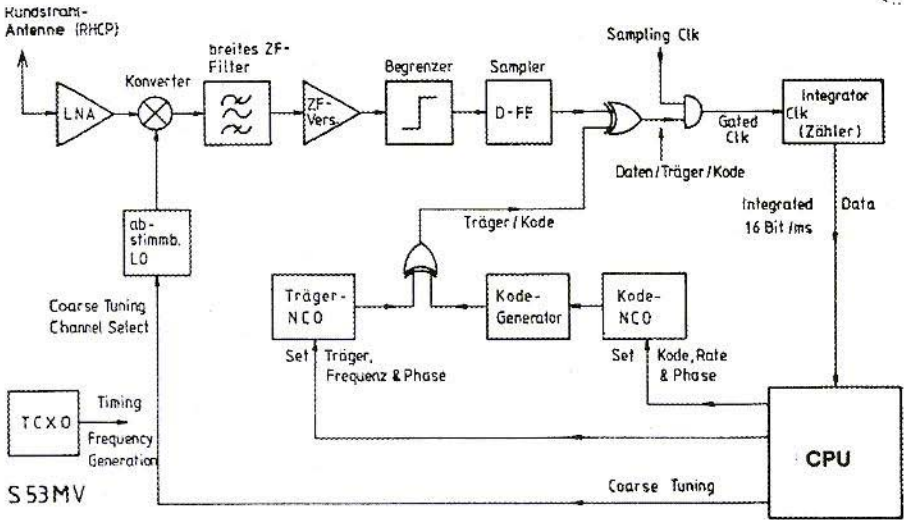 Rundstrahl-
Antenne (RHCP)
LNA
Konverter
breites ZF-
Filter
ZF-
Vers.
Begrenzer
Sampler
D-FF
Sampling Clk
Gated
Clk
Integrator
Clk
(Zähler)
Daten/Träger/Kode
Träger/Kode
Integrated
16 Bit/ms
Data
ab-
stimmb.
LO
Coarse Tuning
Channel Select
Träger-
NCO
Kode-
Generator
Kode-
NCO
Set
Träger,
Frequenz & Phase
Set
Kode, Rate
& Phase
TCXO
Timing
Frequency
Generation
CPU
Coarse Tuning
S53MV